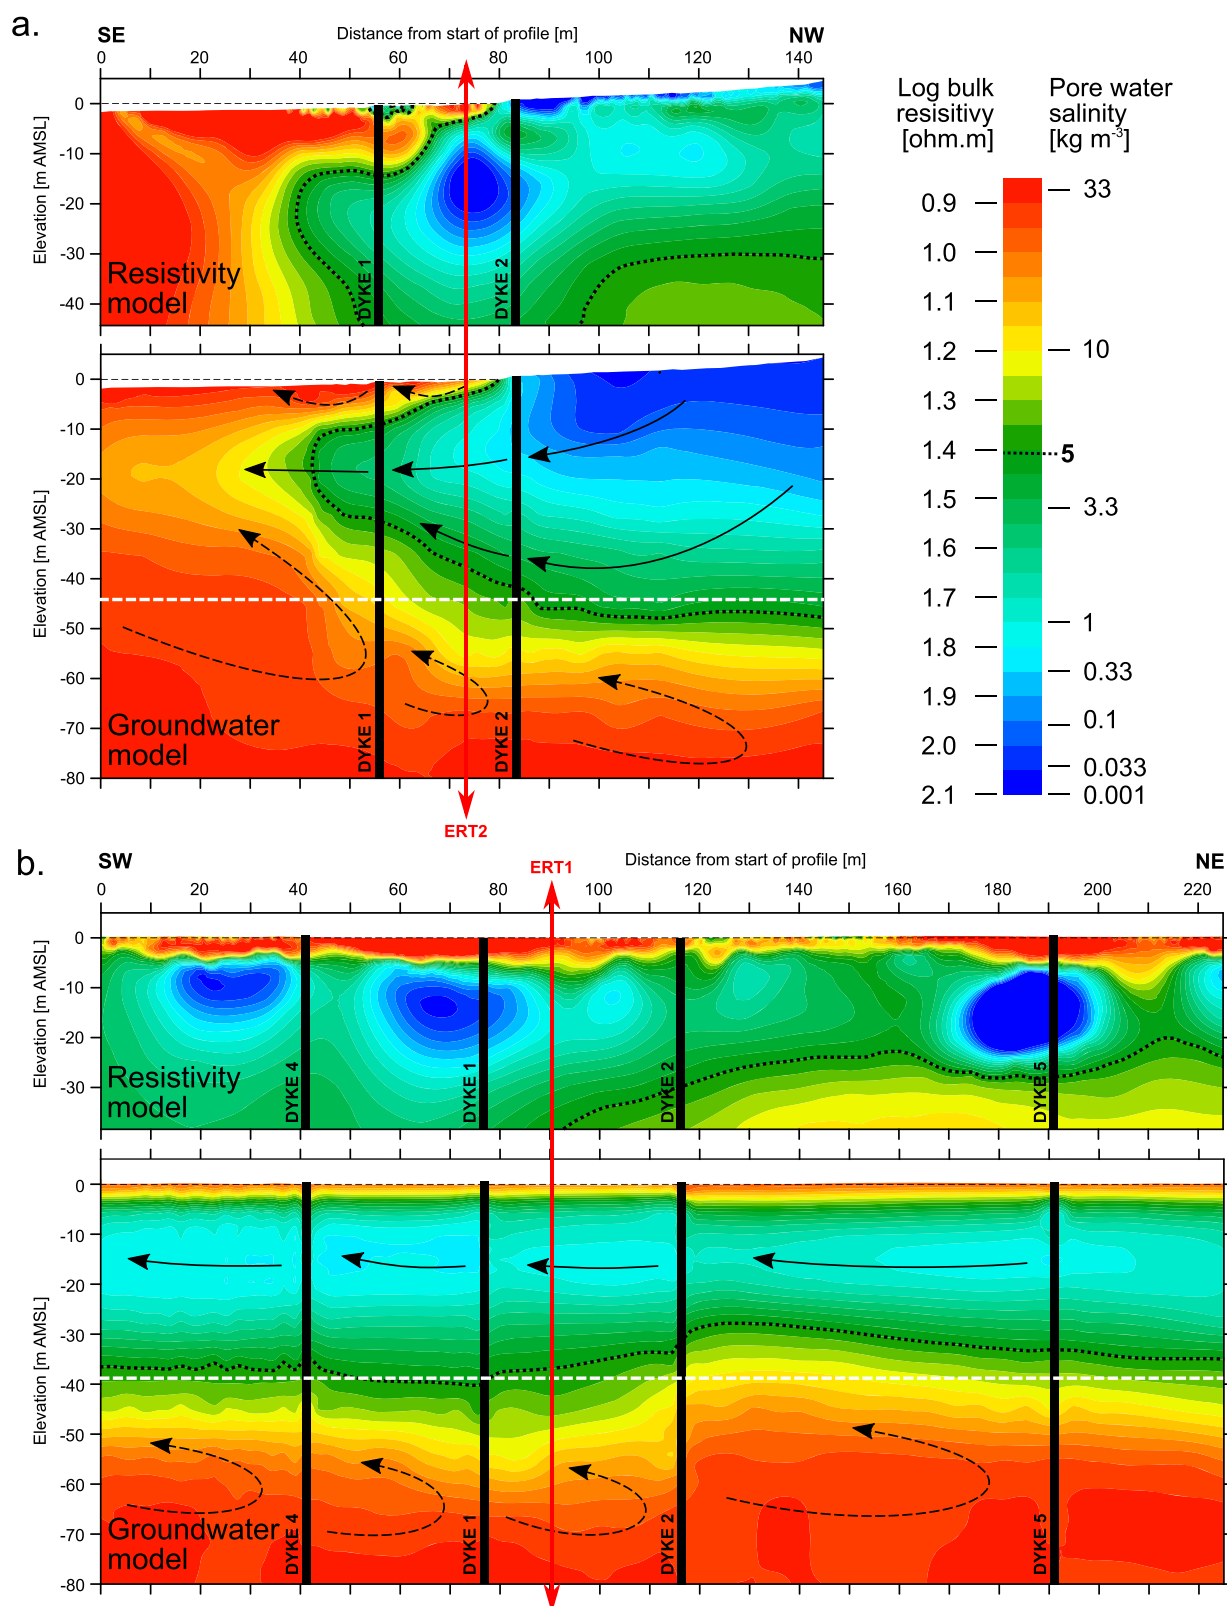 a.
SE
Distance from start of profile [m]
NW
0 20 40 60 80 100 120 140
0
-10
-20
-30
-40
Elevation [m AMSL]
Resistivity
model
DYKE 1
DYKE 2
0
-10
-20
-30
-40
-50
-60
-70
-80
Elevation [m AMSL]
Groundwater
model
DYKE 1
DYKE 2
ERT2
Log bulk
resisitivy
[ohm.m]
Pore water
salinity
[kg m-3]
0.9
1.0
1.1
1.2
1.3
1.4
1.5
1.6
1.7
1.8
1.9
2.0
2.1
33
10
5
3.3
1
0.33
0.1
0.033
0.001
b.
SW
ERT1
Distance from start of profile [m]
NE
0 20 40 60 80 100 120 140 160 180 200 220
0
-10
-20
-30
Elevation [m AMSL]
Resistivity
model
DYKE 4
DYKE 1
DYKE 2
DYKE 5
0
-10
-20
-30
-40
-50
-60
-70
-80
Elevation [m AMSL]
Groundwater
model
DYKE 4
DYKE 1
DYKE 2
DYKE 5